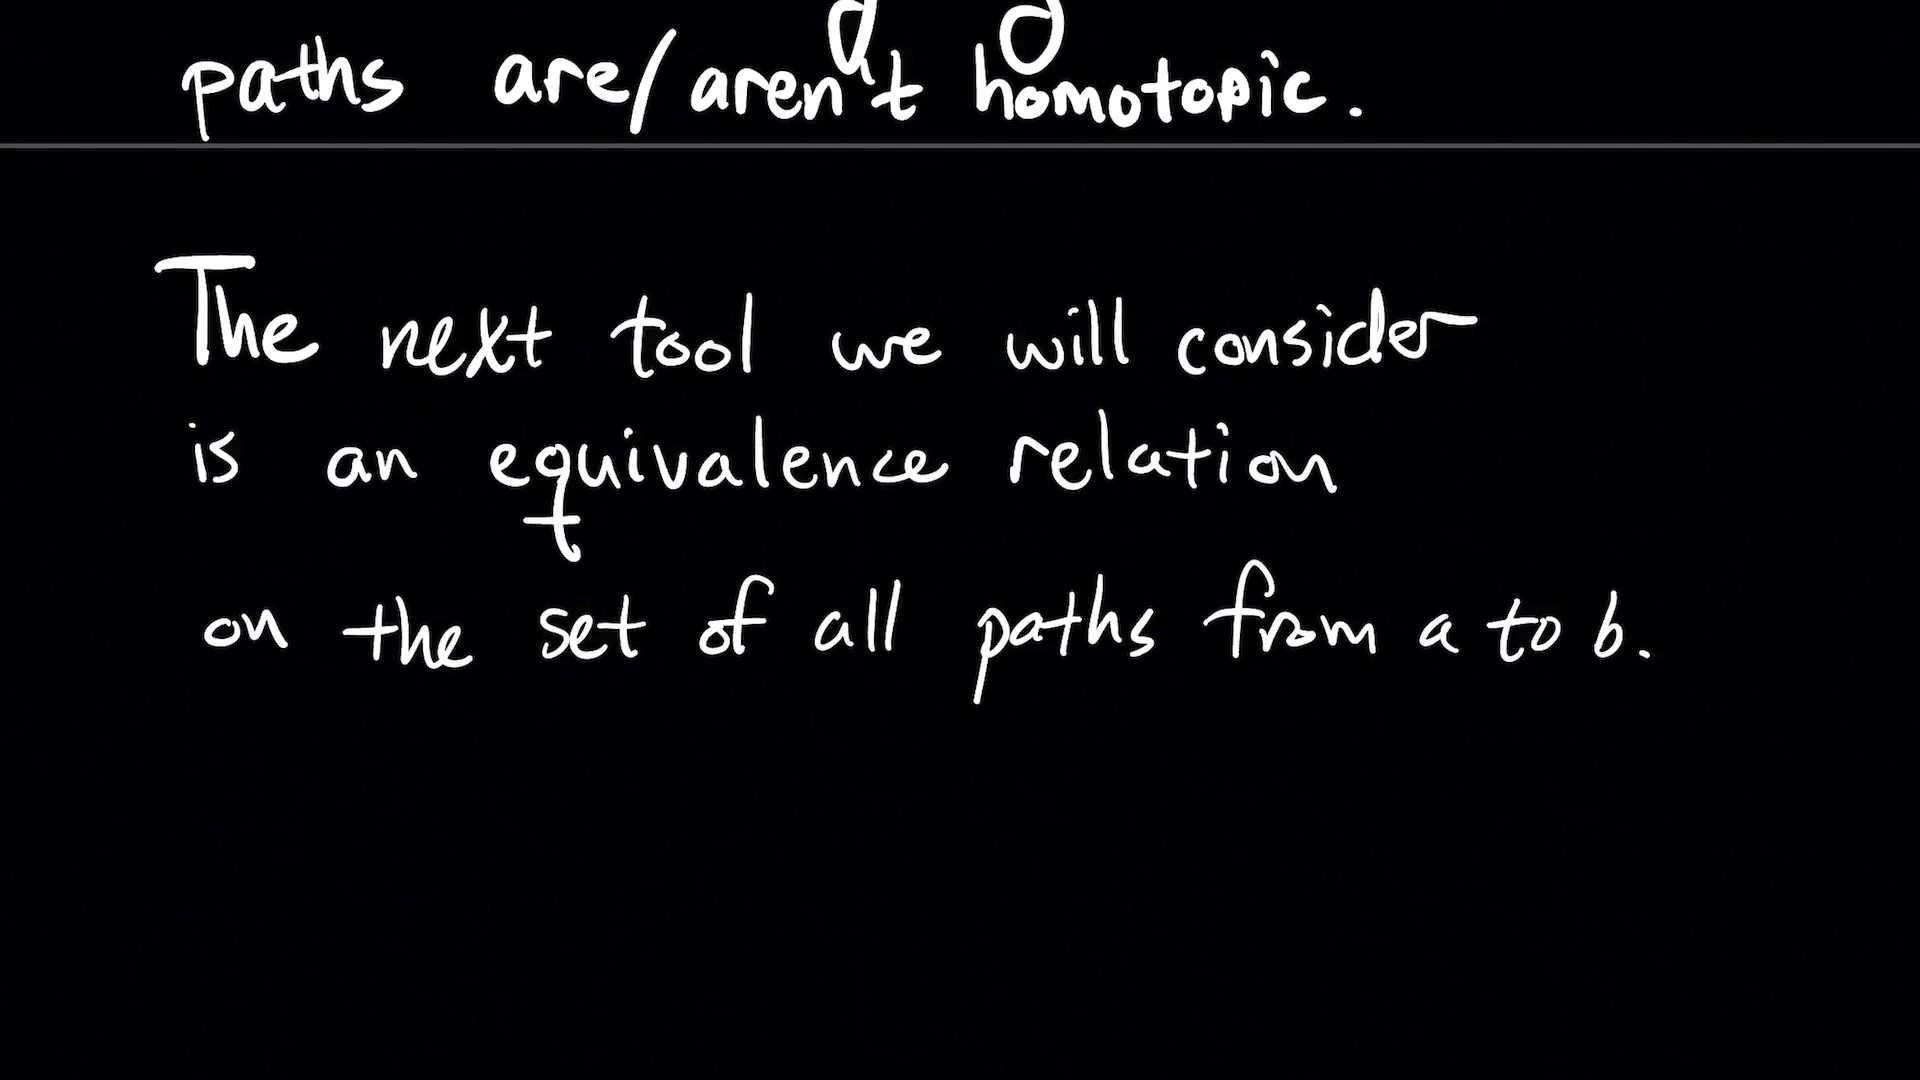 paths are/aren't homotopic.
The next tool we will consider
is an equivalence relation
on the set of all paths from a to b.